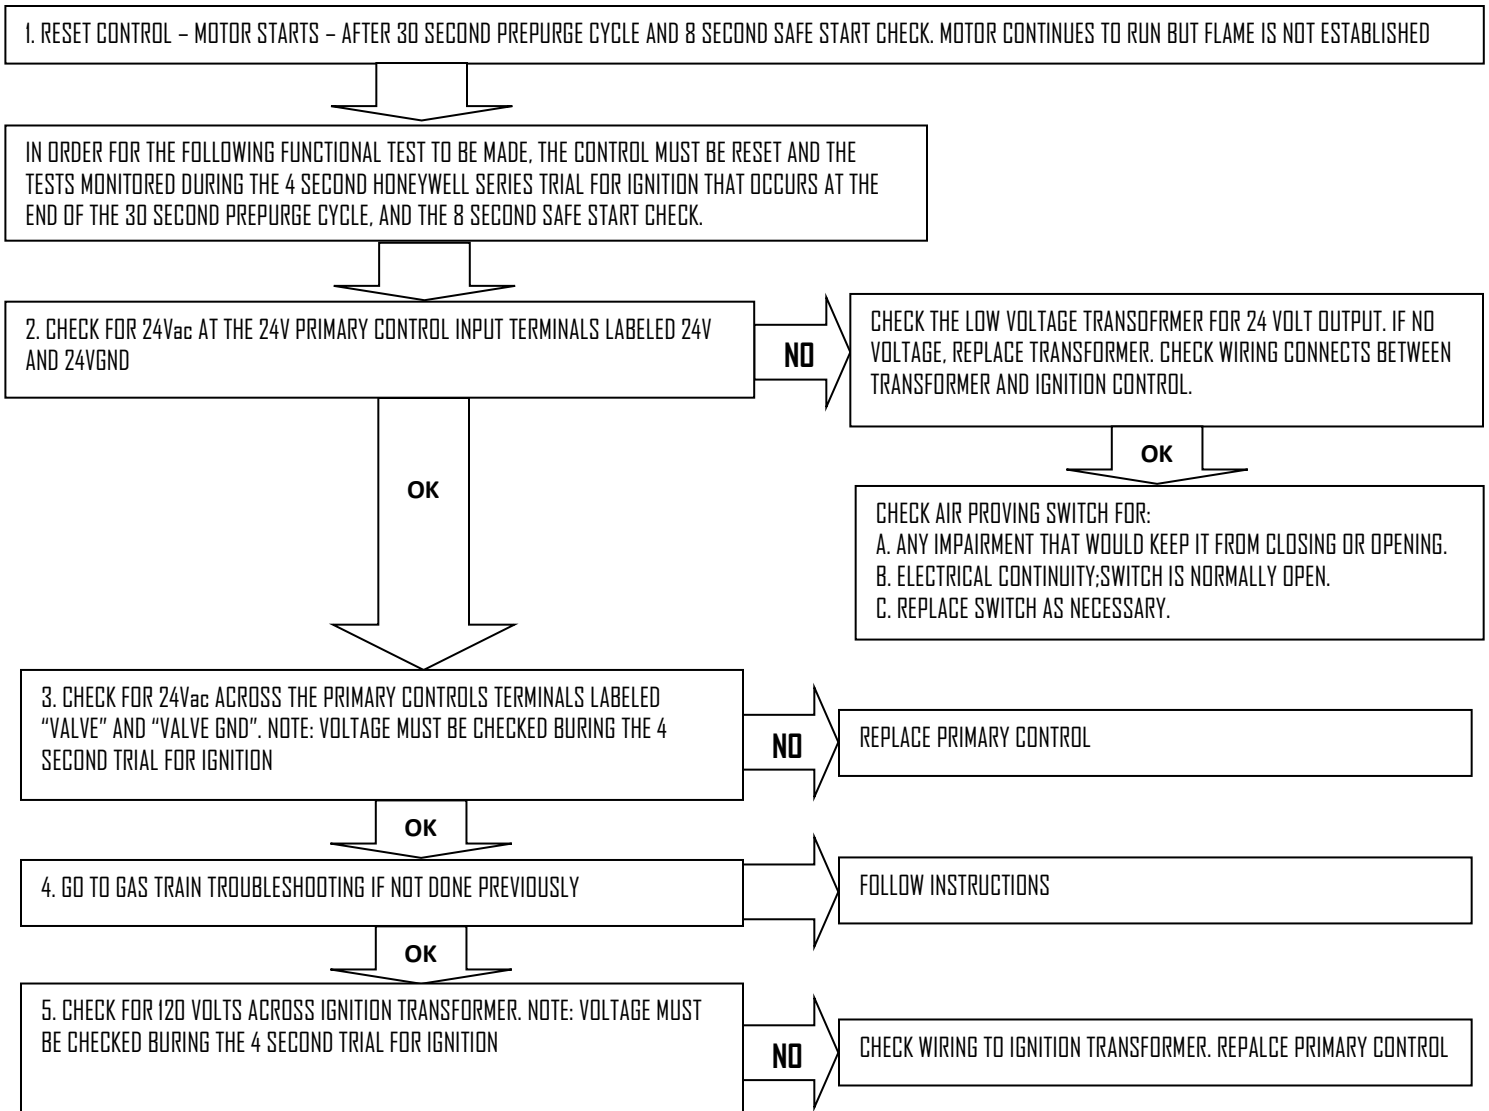 1. RESET CONTROL – MOTOR STARTS – AFTER 30 SECOND PREPURGE CYCLE AND 8 SECOND SAFE START CHECK. MOTOR CONTINUES TO RUN BUT FLAME IS NOT ESTABLISHED
IN ORDER FOR THE FOLLOWING FUNCTIONAL TEST TO BE MADE, THE CONTROL MUST BE RESET AND THE
TESTS MONITORED DURING THE 4 SECOND HONEYWELL SERIES TRIAL FOR IGNITION THAT OCCURS AT THE
END OF THE 30 SECOND PREPURGE CYCLE, AND THE 8 SECOND SAFE START CHECK.
2. CHECK FOR 24Vac AT THE 24V PRIMARY CONTROL INPUT TERMINALS LABELED 24V
AND 24VGND
NO
CHECK THE LOW VOLTAGE TRANSOFRMER FOR 24 VOLT OUTPUT. IF NO
VOLTAGE, REPLACE TRANSFORMER. CHECK WIRING CONNECTS BETWEEN
TRANSFORMER AND IGNITION CONTROL.
OK
CHECK AIR PROVING SWITCH FOR:
A. ANY IMPAIRMENT THAT WOULD KEEP IT FROM CLOSING OR OPENING.
B. ELECTRICAL CONTINUITY;SWITCH IS NORMALLY OPEN.
C. REPLACE SWITCH AS NECESSARY.
OK
3. CHECK FOR 24Vac ACROSS THE PRIMARY CONTROLS TERMINALS LABELED
“VALVE” AND “VALVE GND”. NOTE: VOLTAGE MUST BE CHECKED BURING THE 4
SECOND TRIAL FOR IGNITION
NO
REPLACE PRIMARY CONTROL
OK
4. GO TO GAS TRAIN TROUBLESHOOTING IF NOT DONE PREVIOUSLY
FOLLOW INSTRUCTIONS
OK
5. CHECK FOR 120 VOLTS ACROSS IGNITION TRANSFORMER. NOTE: VOLTAGE MUST
BE CHECKED BURING THE 4 SECOND TRIAL FOR IGNITION
NO
CHECK WIRING TO IGNITION TRANSFORMER. REPALCE PRIMARY CONTROL